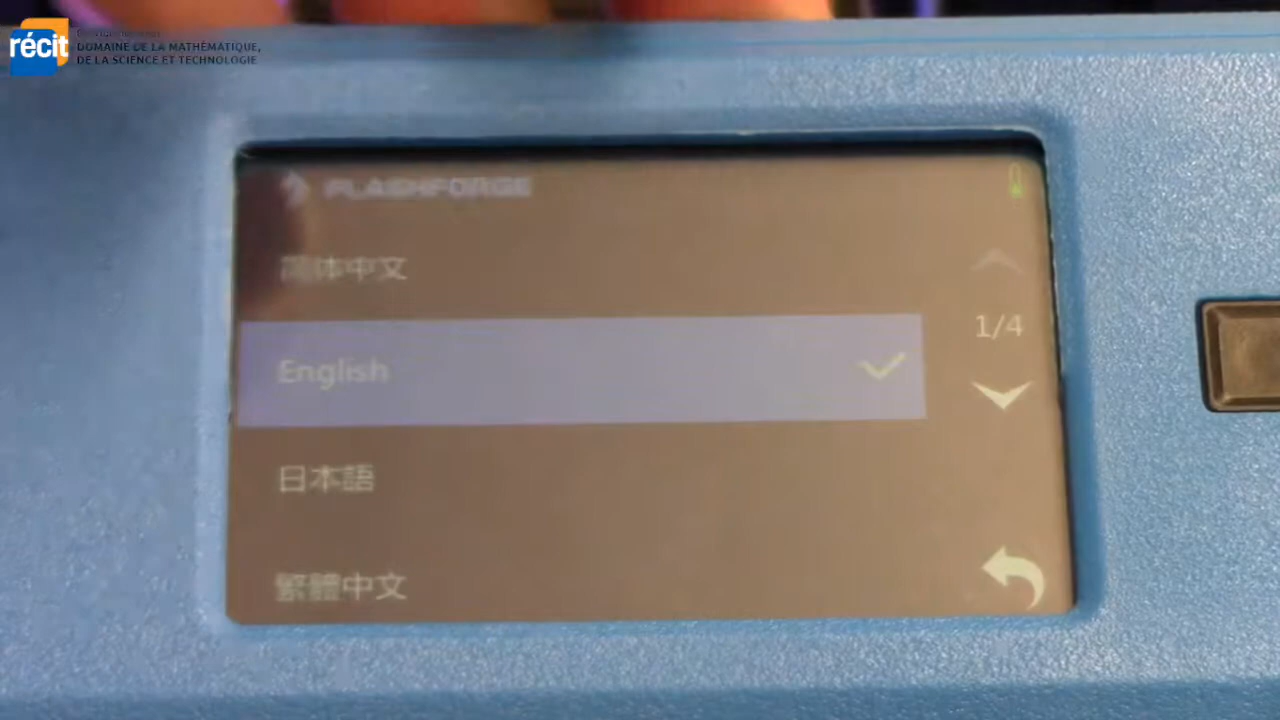 récit
DOMAINE DE LA MATHÉMATIQUE,
DE LA SCIENCE ET TECHNOLOGIE
FLASHFORGE
简体中文
English
1/4
日本語
繁體中文